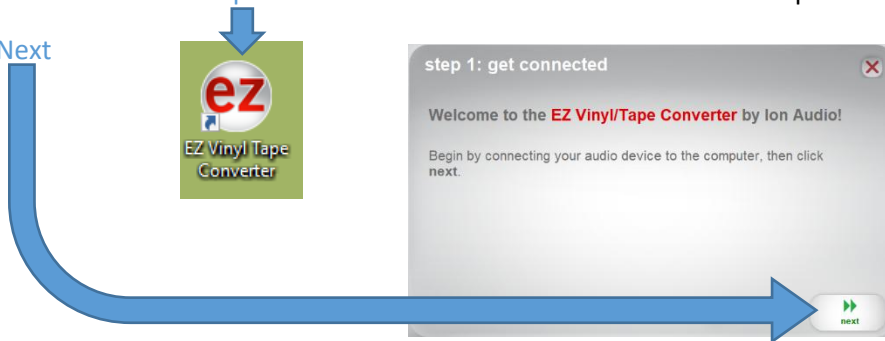 Next
ez
EZ Vinyl Tape
Converter
step 1: get connected
Welcome to the EZ Vinyl/Tape Converter by Ion Audio!
Begin by connecting your audio device to the computer, then click
next.
next